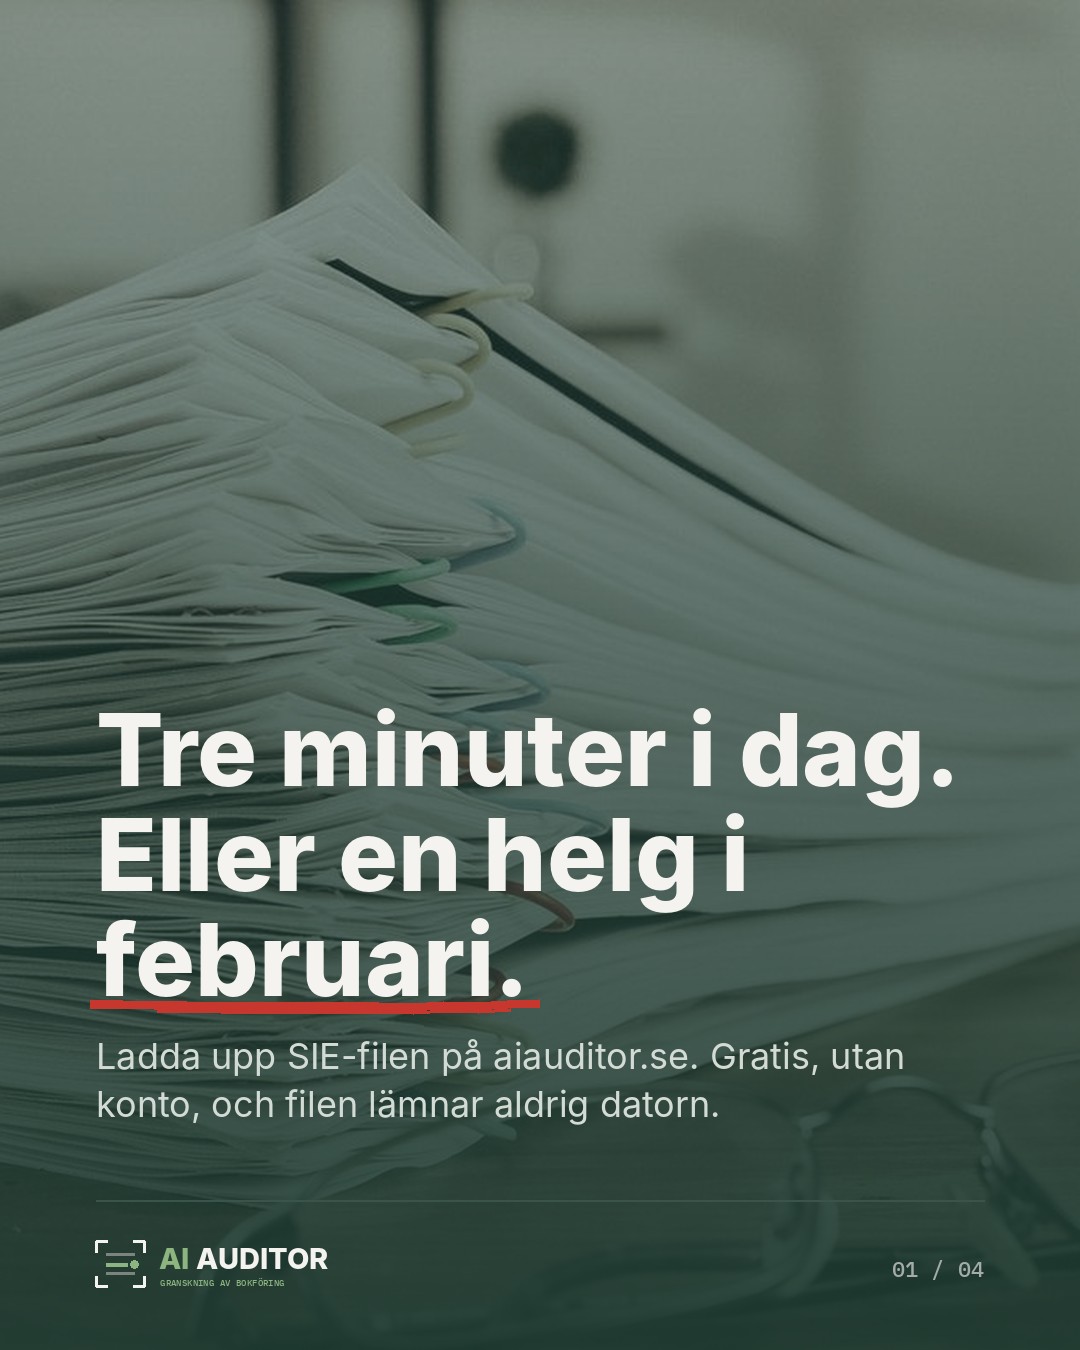 Tre minuter i dag.
Eller en helg i
februari.
Ladda upp SIE-filen på aiauditor.se. Gratis, utan
konto, och filen lämnar aldrig datorn.
AI AUDITOR
GRANSKNING AV BOKFÖRING
01 / 04